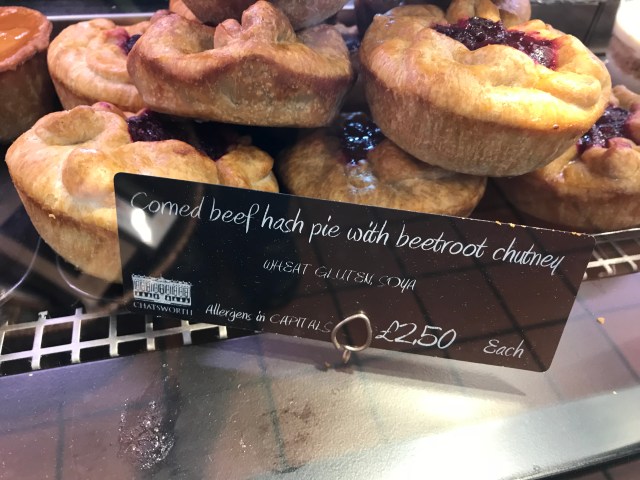 Corned beef hash pie with beetroot chutney
WHEAT GLUTEN, SOYA
CHATSWORTH
Allergens in CAPITALS
£2.50 Each